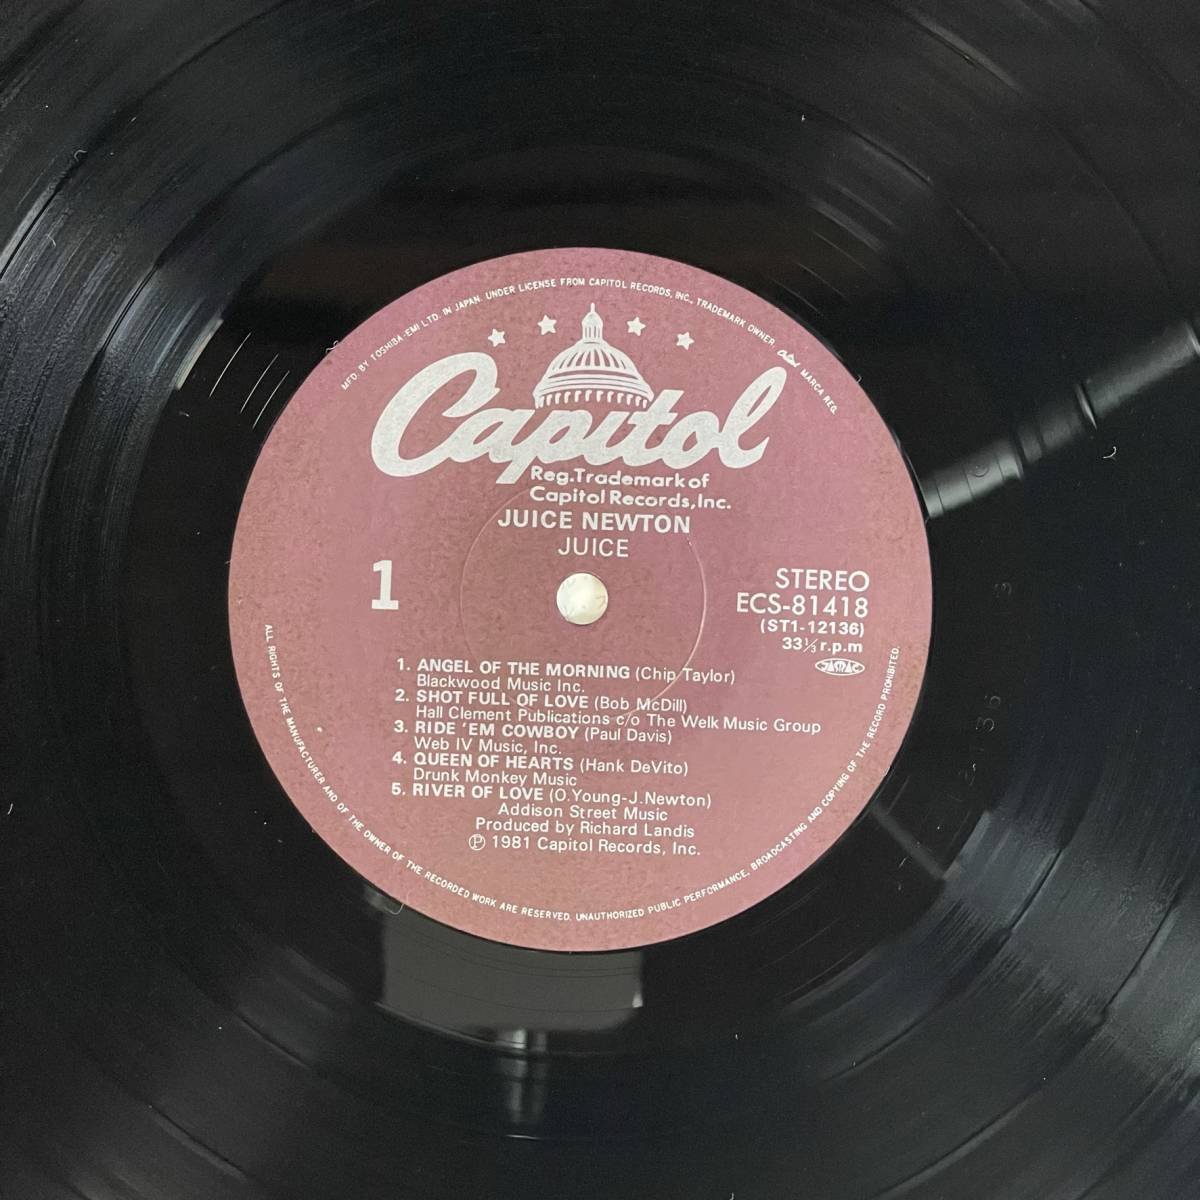 MFD. BY TOSHIBA-EMI LTD. IN JAPAN. UNDER LICENSE FROM CAPITOL RECORDS, INC., TRADEMARK OWNER. Capitol MARCA REG.
Capitol
Reg.Trademark of
Capitol Records,Inc.
JUICE NEWTON
JUICE
1
STEREO
ECS-81418
(ST1-12136)
33⅓ r.p.m
JASRAC
1. ANGEL OF THE MORNING (Chip Taylor)
Blackwood Music Inc.
2. SHOT FULL OF LOVE (Bob McDill)
Hall Clement Publications c/o The Welk Music Group
3. RIDE 'EM COWBOY (Paul Davis)
Web IV Music, Inc.
4. QUEEN OF HEARTS (Hank DeVito)
Drunk Monkey Music
5. RIVER OF LOVE (O.Young-J.Newton)
Addison Street Music
Produced by Richard Landis
Ⓟ 1981 Capitol Records, Inc.
ALL RIGHTS OF THE MANUFACTURER AND OF THE OWNER OF THE RECORDED WORK ARE RESERVED. UNAUTHORIZED PUBLIC PERFORMANCE, BROADCASTING AND COPYING OF THE RECORD PROHIBITED.